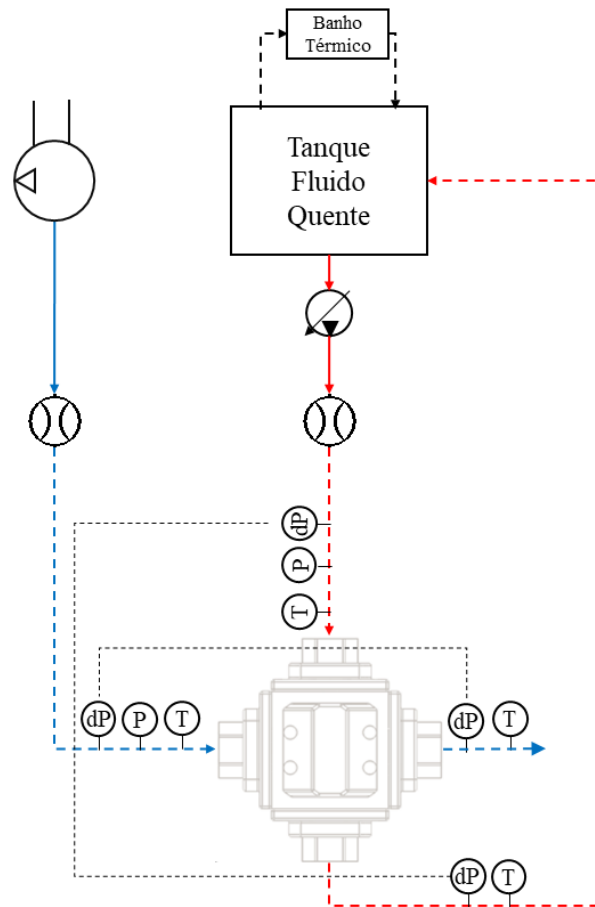 Banho
Térmico
Tanque
Fluido
Quente
dP
P
T
dP
P
T
dP
T
dP
T